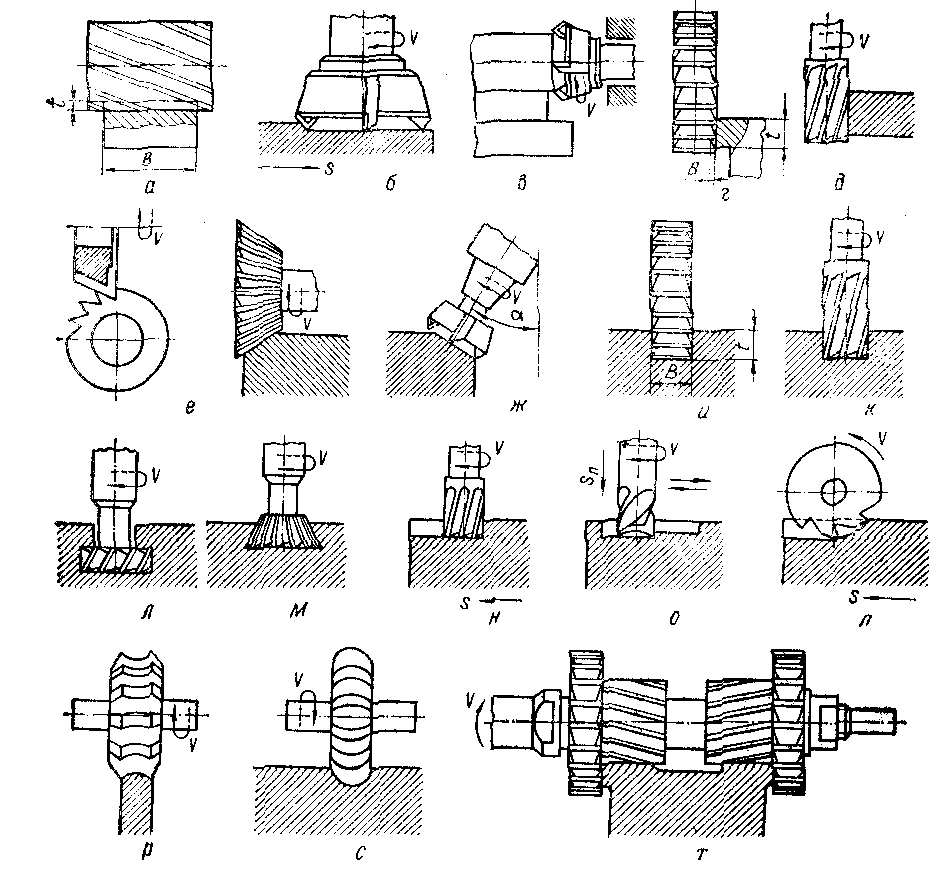 V V t V
t B S V B
а б в г д
V V V α V t B
е ж и к
V V V Sп V V
л м н о п
S S
V V V
р с т